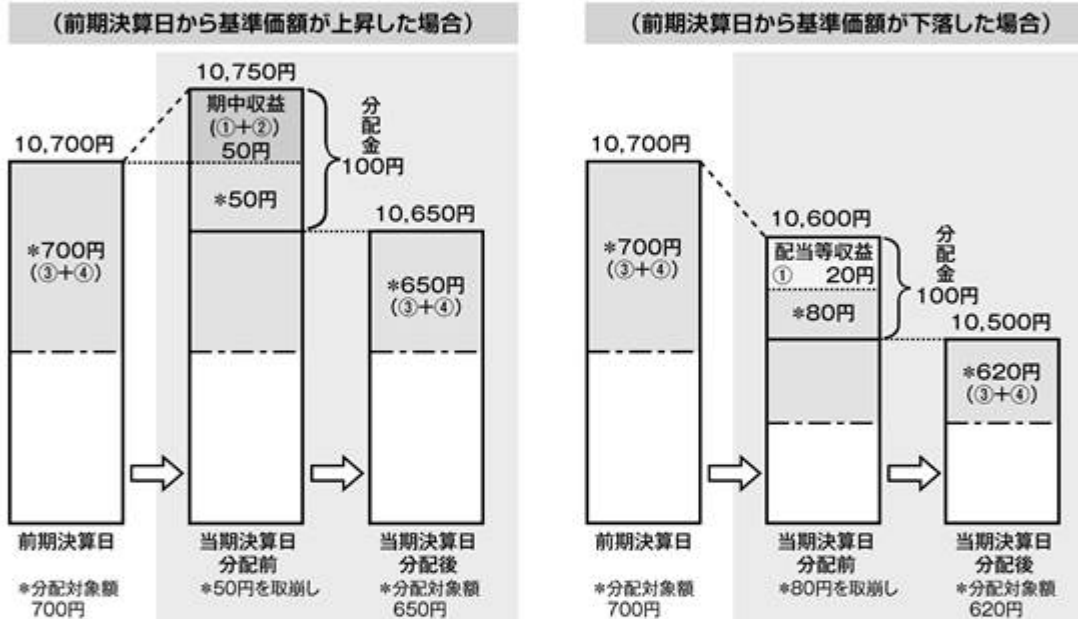 (前期決算日から基準価額が上昇した場合)
10,750円
期中収益
(①+②)
50円
*50円
分配金
100円
10,700円
*700円
(③+④)
10,650円
*650円
(③+④)
前期決算日
*分配対象額
700円
当期決算日
分配前
*50円を取崩し
当期決算日
分配後
*分配対象額
650円
(前期決算日から基準価額が下落した場合)
10,700円
*700円
(③+④)
10,600円
配当等収益
① 20円
*80円
分配金
100円
10,500円
*620円
(③+④)
前期決算日
*分配対象額
700円
当期決算日
分配前
*80円を取崩し
当期決算日
分配後
*分配対象額
620円